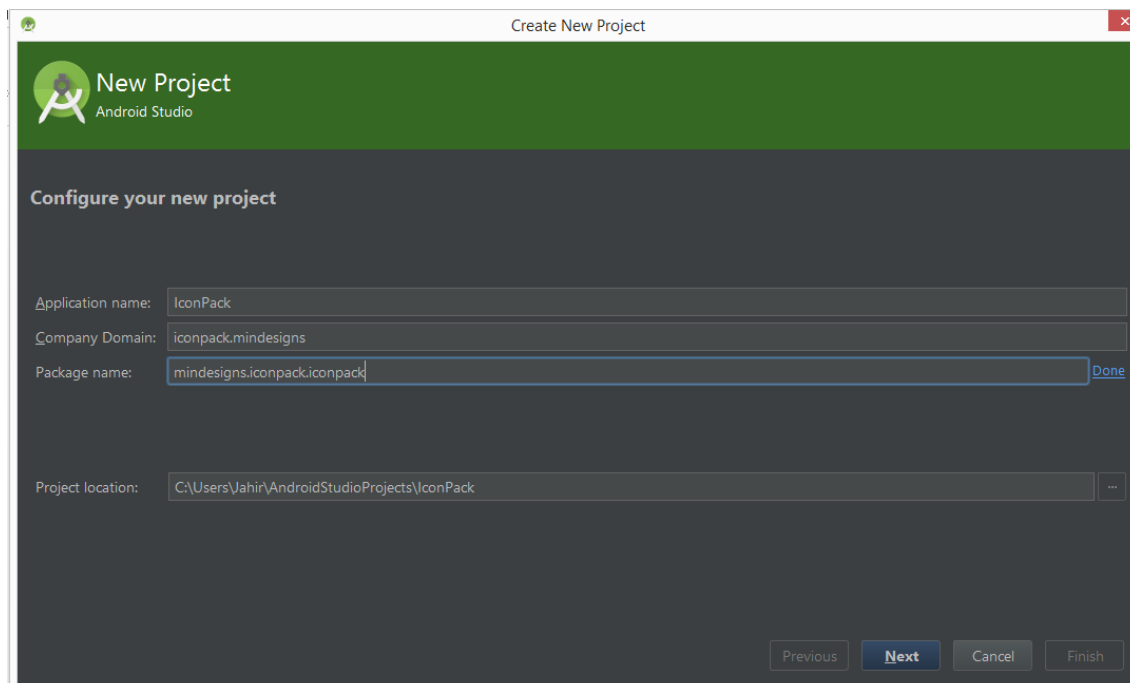 Create New Project
New Project
Android Studio
Configure your new project
Application name: IconPack
Company Domain: iconpack.mindesigns
Package name: mindesigns.iconpack.iconpack Done
Project location: C:\Users\Jahir\AndroidStudioProjects\IconPack ...
Previous Next Cancel Finish